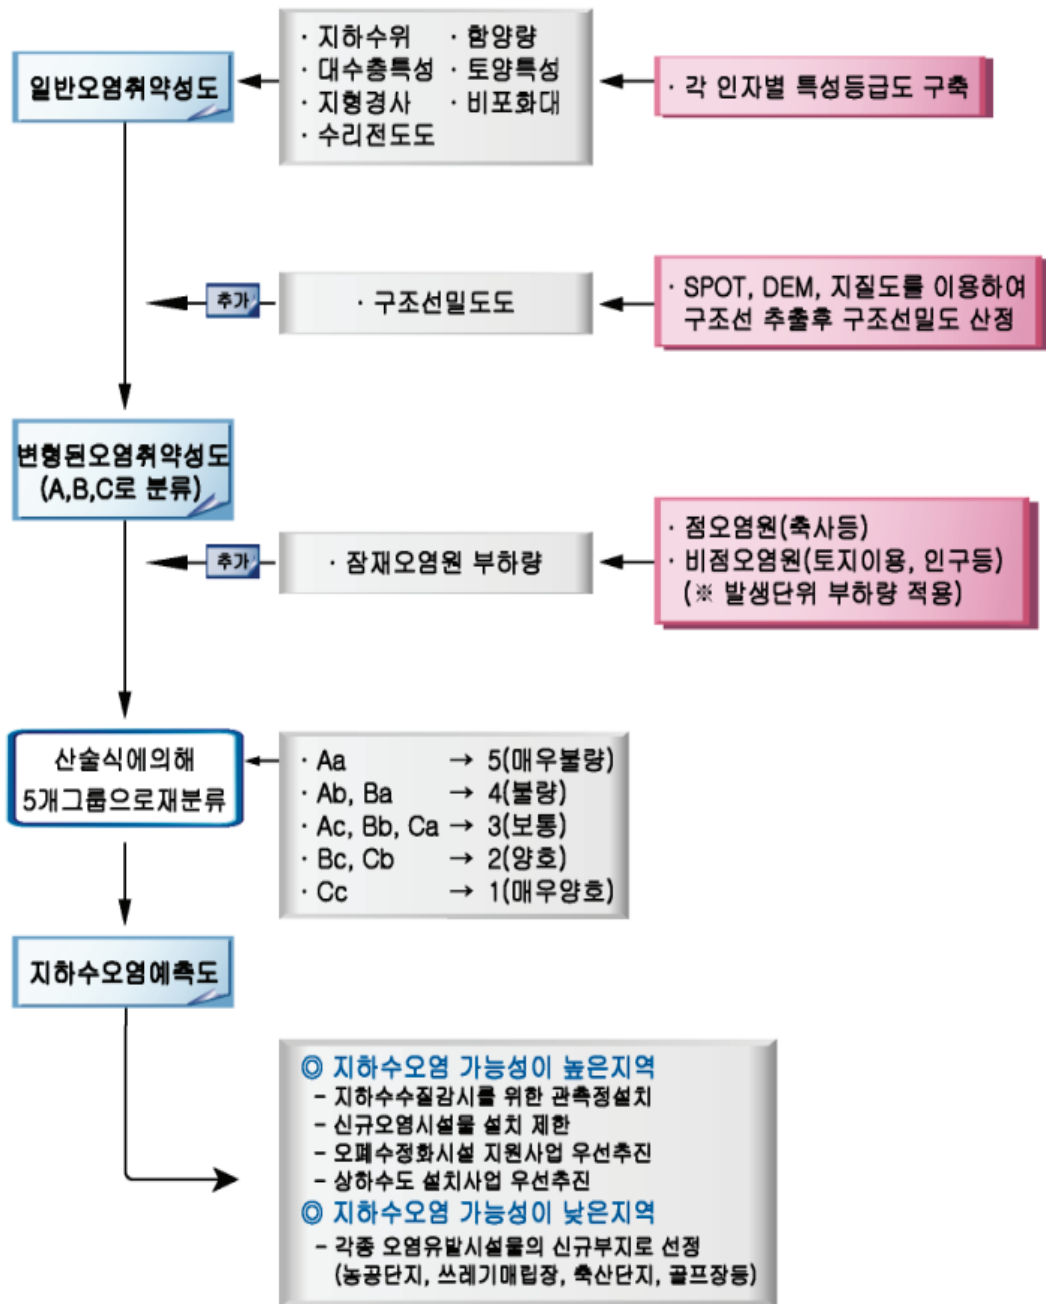 일반오염취약성도
· 지하수위 · 함양량
· 대수층특성 · 토양특성
· 지형경사 · 비포화대
· 수리전도도
· 각 인자별 특성등급도 구축
추가
· 구조선밀도도
· SPOT, DEM, 지질도를 이용하여
구조선 추출후 구조선밀도 산정
변형된오염취약성도
(A,B,C로 분류)
추가
· 잠재오염원 부하량
· 점오염원(축사등)
· 비점오염원(토지이용, 인구등)
(※ 발생단위 부하량 적용)
산술식에의해
5개그룹으로재분류
· Aa → 5(매우불량)
· Ab, Ba → 4(불량)
· Ac, Bb, Ca → 3(보통)
· Bc, Cb → 2(양호)
· Cc → 1(매우양호)
지하수오염예측도
◎ 지하수오염 가능성이 높은지역
- 지하수수질감시를 위한 관측정설치
- 신규오염시설물 설치 제한
- 오폐수정화시설 지원사업 우선추진
- 상하수도 설치사업 우선추진
◎ 지하수오염 가능성이 낮은지역
- 각종 오염유발시설물의 신규부지로 선정
(농공단지, 쓰레기매립장, 축산단지, 골프장등)